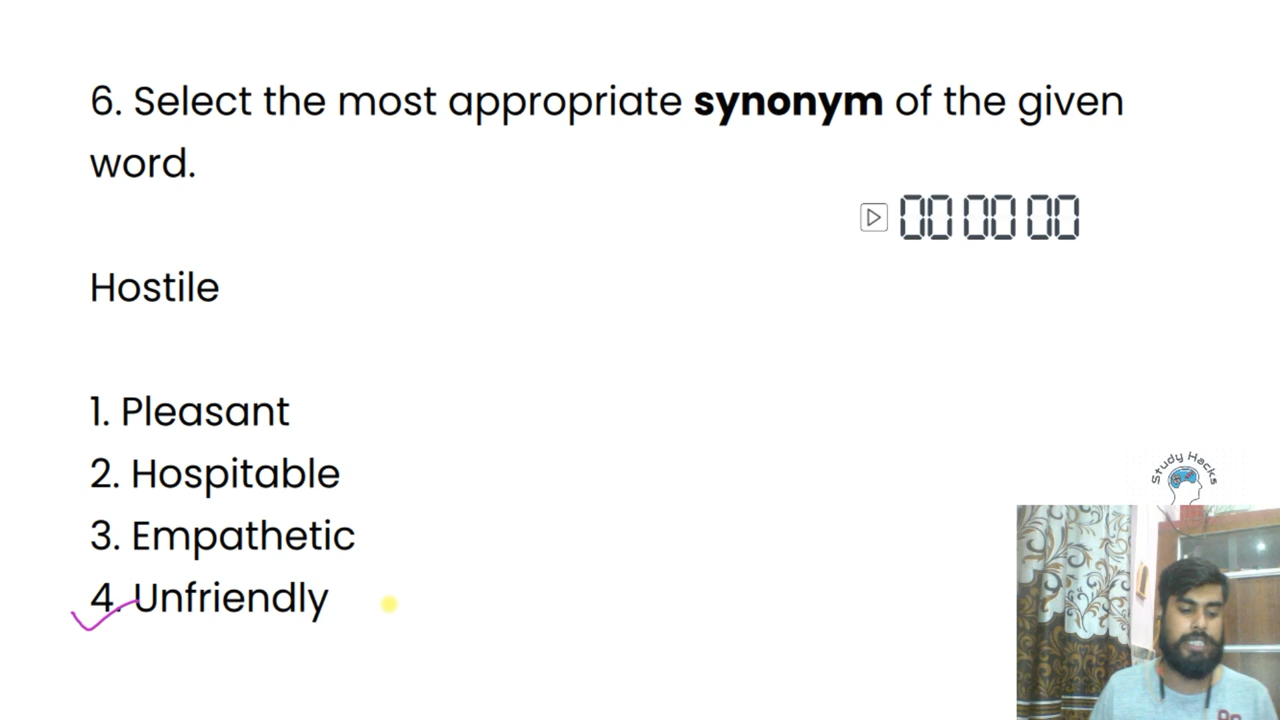 6. Select the most appropriate synonym of the given
word.
00 00 00
Hostile
1. Pleasant
2. Hospitable
3. Empathetic
4. Unfriendly
Study Hacks